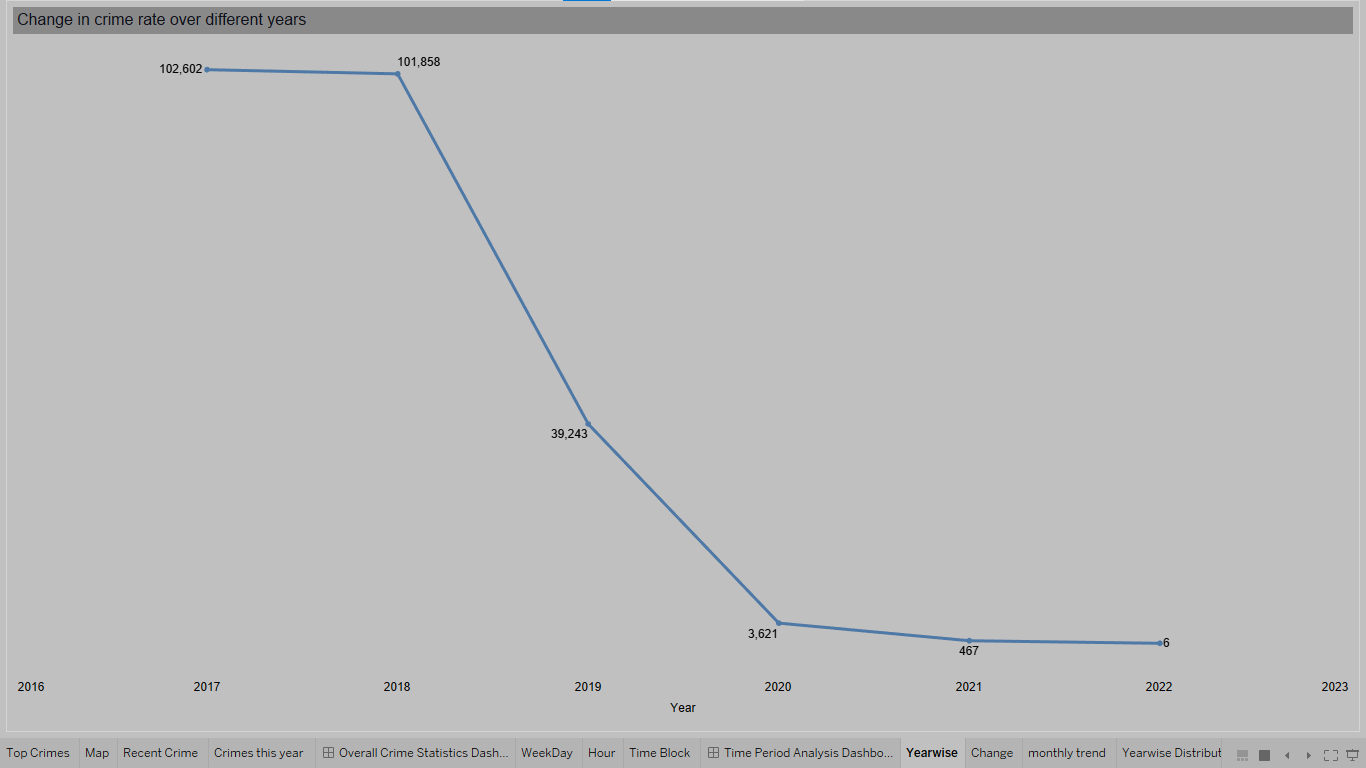 Change in crime rate over different years
102,602
101,858
39,243
3,621
467
6
2016 2017 2018 2019 2020 2021 2022 2023
Year
Top Crimes Map Recent Crime Crimes this year Overall Crime Statistics Dash... WeekDay Hour Time Block Time Period Analysis Dashbo... Yearwise Change monthly trend Yearwise Distribut